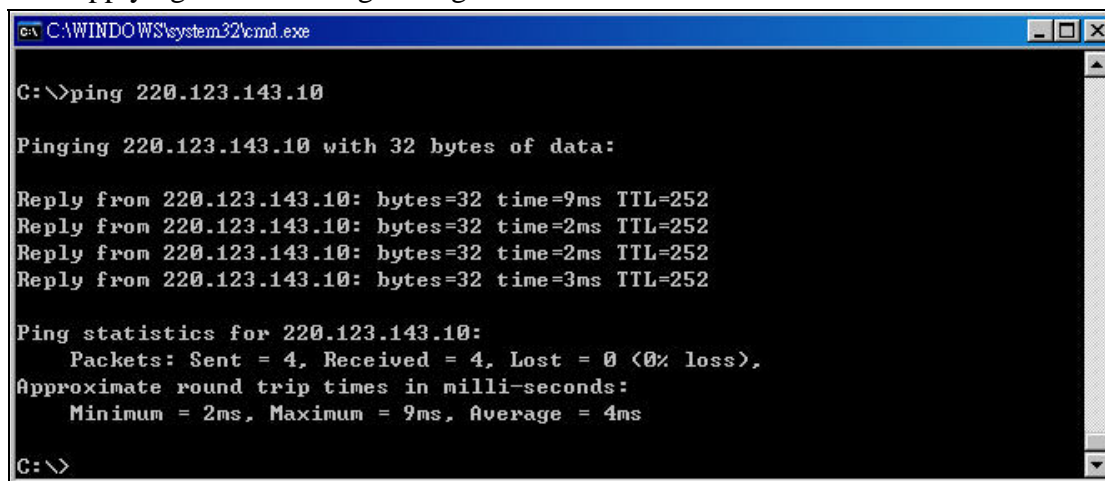 C:\WINDOWS\system32\cmd.exe
C:\>ping 220.123.143.10
Pinging 220.123.143.10 with 32 bytes of data:
Reply from 220.123.143.10: bytes=32 time=9ms TTL=252
Reply from 220.123.143.10: bytes=32 time=2ms TTL=252
Reply from 220.123.143.10: bytes=32 time=2ms TTL=252
Reply from 220.123.143.10: bytes=32 time=3ms TTL=252
Ping statistics for 220.123.143.10:
Packets: Sent = 4, Received = 4, Lost = 0 (0% loss),
Approximate round trip times in milli-seconds:
Minimum = 2ms, Maximum = 9ms, Average = 4ms
C:\>